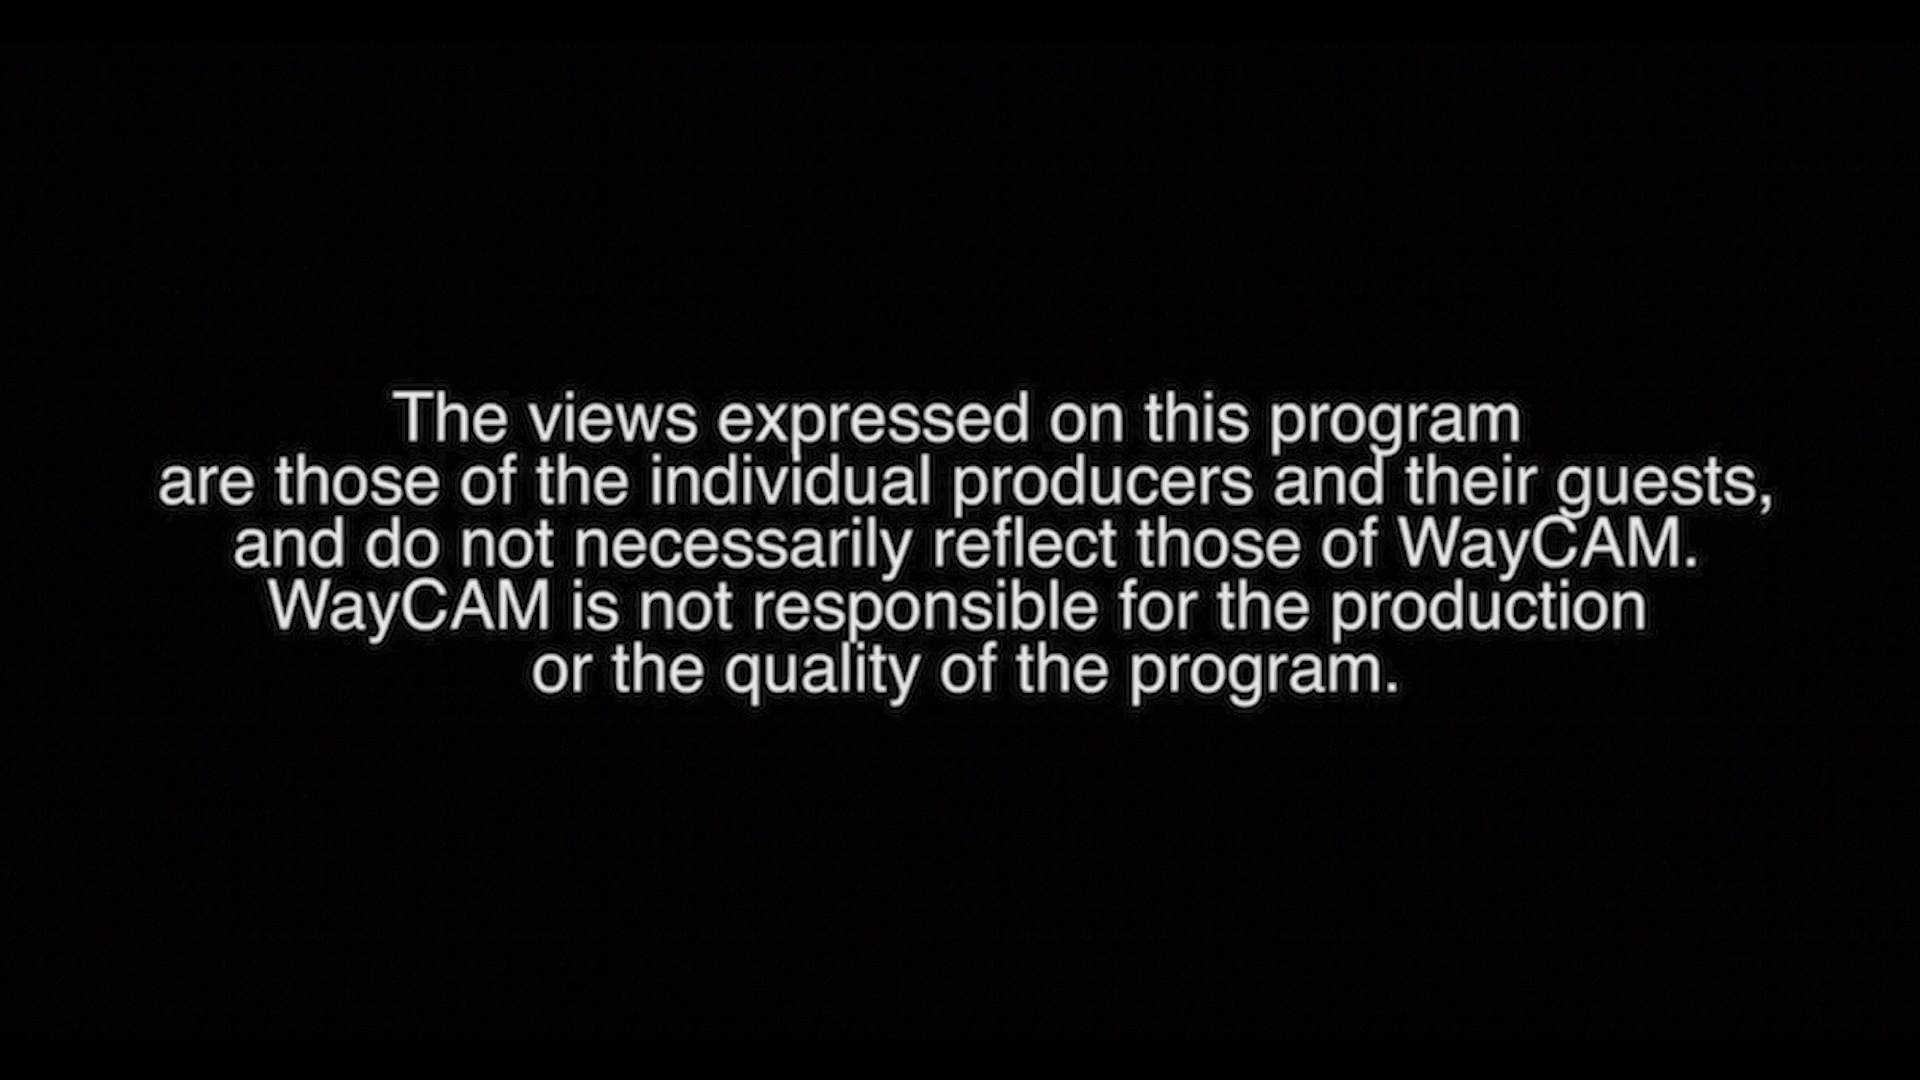 The views expressed on this program
are those of the individual producers and their guests,
and do not necessarily reflect those of WayCAM.
WayCAM is not responsible for the production
or the quality of the program.